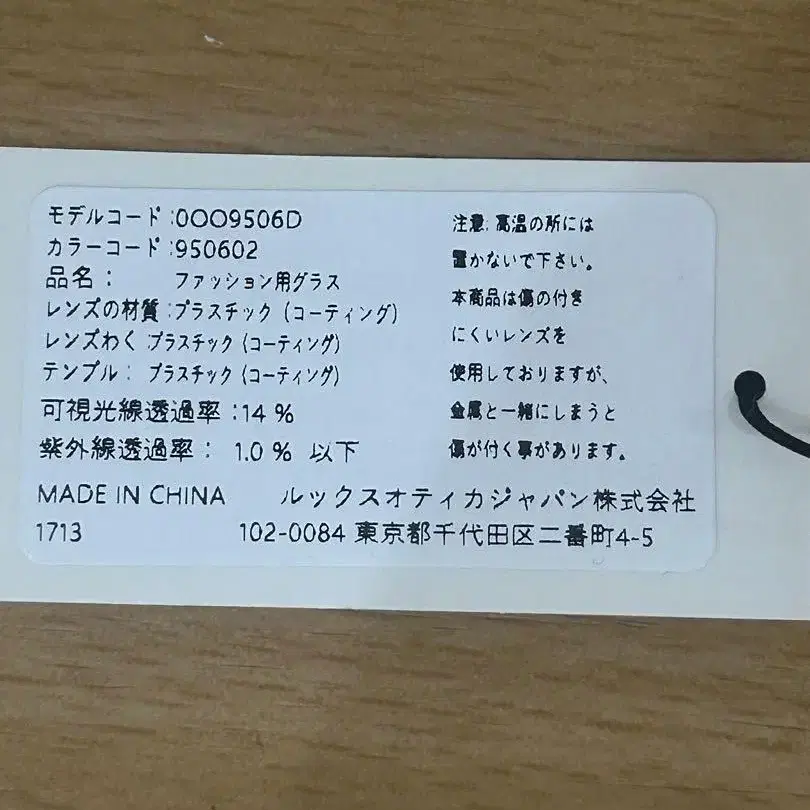 モデルコード:0OO9506D
カラーコード:950602
品名: ファッション用グラス
レンズの材質:プラスチック (コーティング)
レンズわく:プラスチック (コーティング)
テンプル: プラスチック (コーティング)
可視光線透過率:14 %
紫外線透過率: 1.0 % 以下
注意:高温の所には
置かないで下さい。
本商品は傷の付き
にくいレンズを
使用しておりますが、
金属と一緒にしまうと
傷が付く事があります。
MADE IN CHINA ルックスオティカジャパン株式会社
1713 102-0084 東京都千代田区二番町4-5